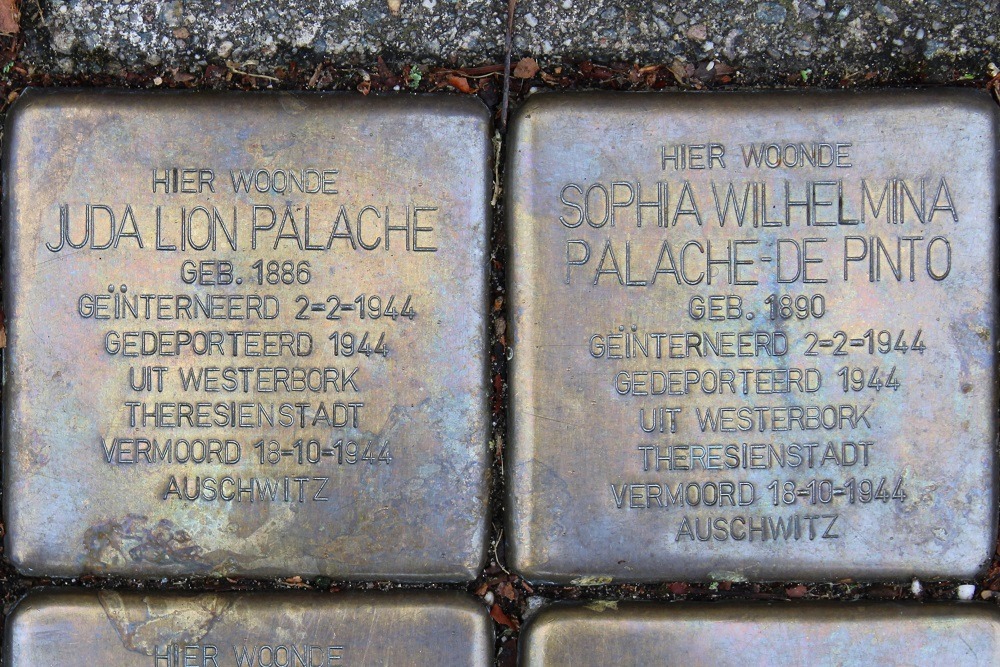 HIER WOONDE
JUDA LION PALACHE
GEB. 1886
GEÏNTERNEERD 2-2-1944
GEDEPORTEERD 1944
UIT WESTERBORK
THERESIENSTADT
VERMOORD 18-10-1944
AUSCHWITZ
HIER WOONDE
SOPHIA WILHELMINA
PALACHE-DE PINTO
GEB. 1890
GEÏNTERNEERD 2-2-1944
GEDEPORTEERD 1944
UIT WESTERBORK
THERESIENSTADT
VERMOORD 18-10-1944
AUSCHWITZ
HIER WOONDE